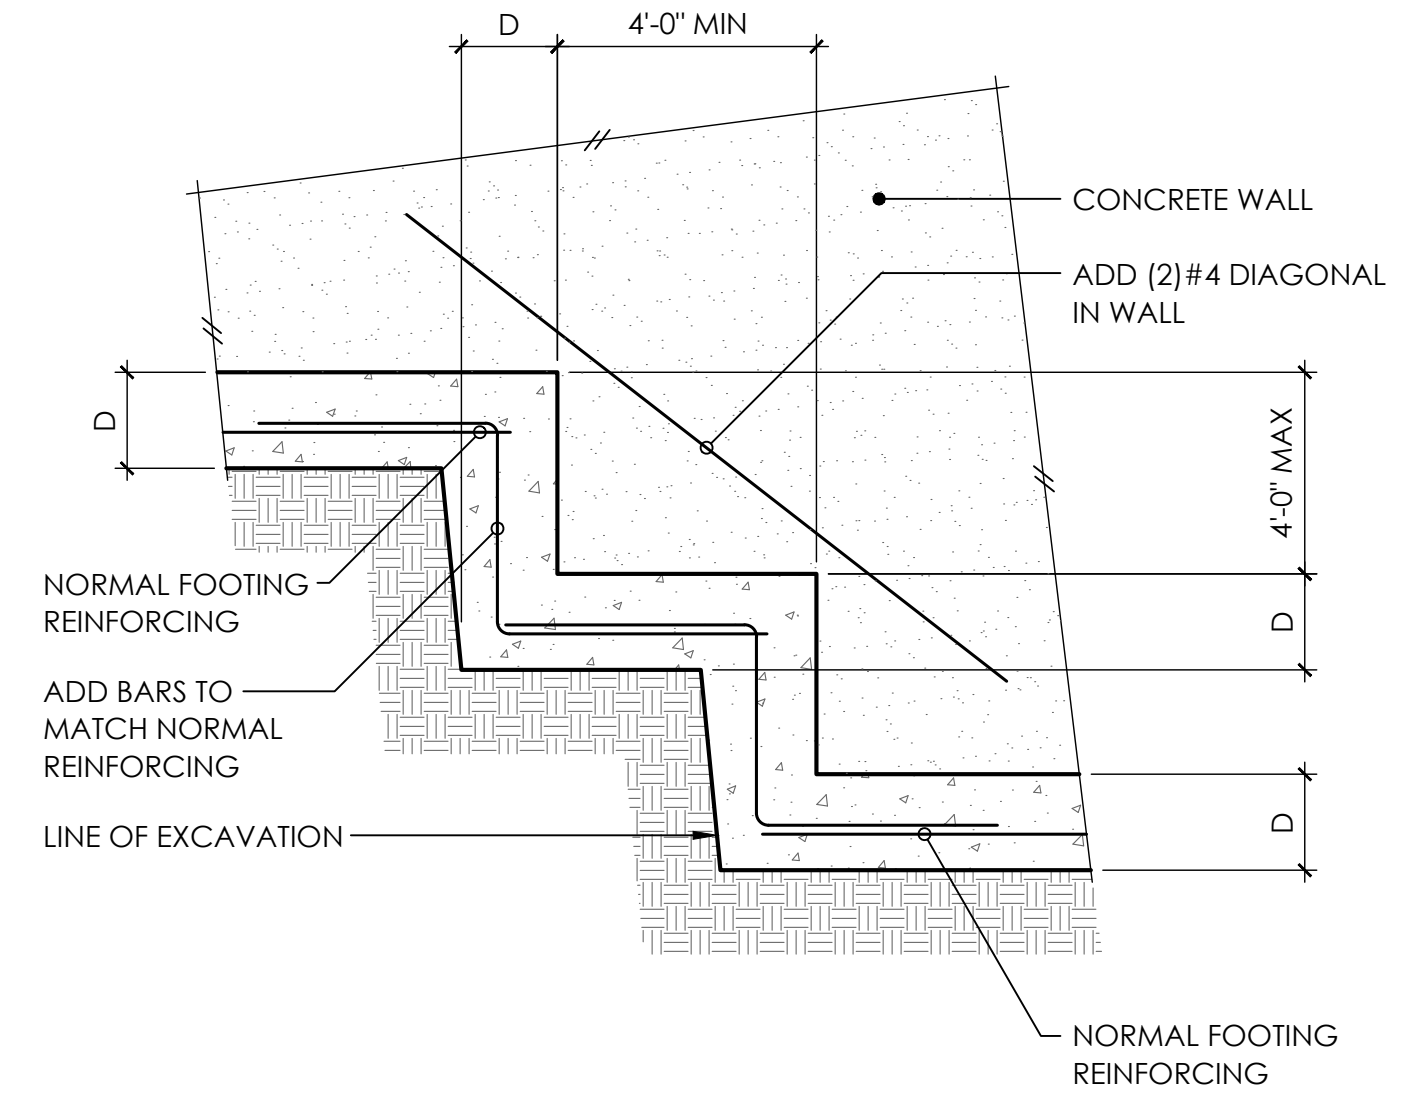 D
4'-0" MIN
CONCRETE WALL
ADD (2)#4 DIAGONAL
IN WALL
D
4'-0" MAX
NORMAL FOOTING
REINFORCING
D
ADD BARS TO
MATCH NORMAL
REINFORCING
LINE OF EXCAVATION
D
NORMAL FOOTING
REINFORCING